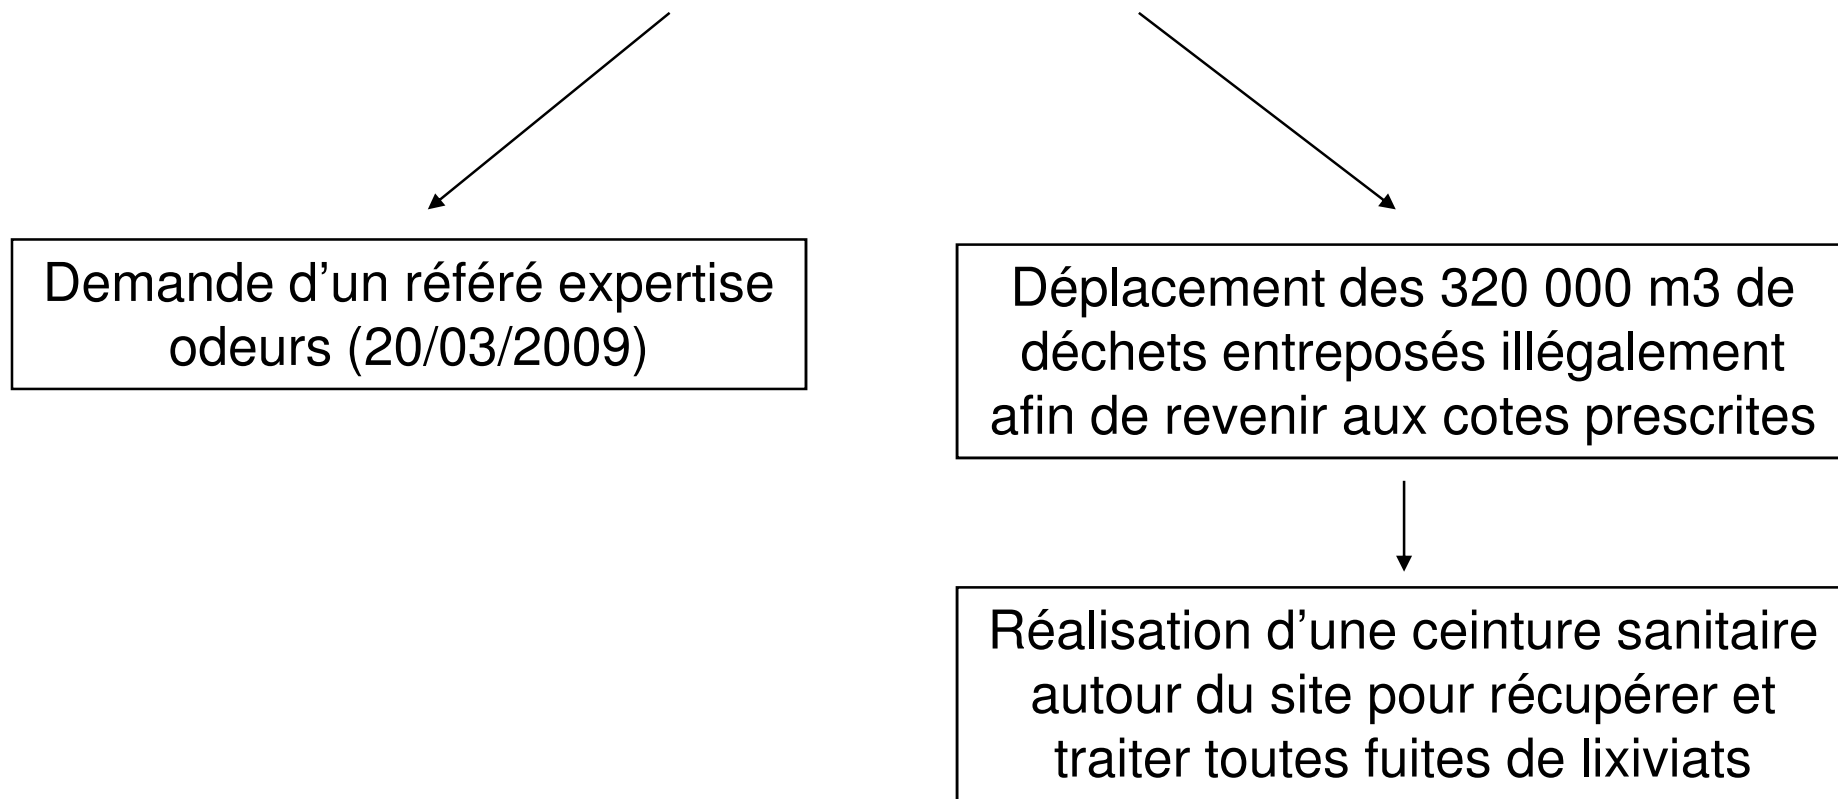 Demande d’un référé expertise
odeurs (20/03/2009)
Déplacement des 320 000 m3 de
déchets entreposés illégalement
afin de revenir aux cotes prescrites
Réalisation d’une ceinture sanitaire
autour du site pour récupérer et
traiter toutes fuites de lixiviats